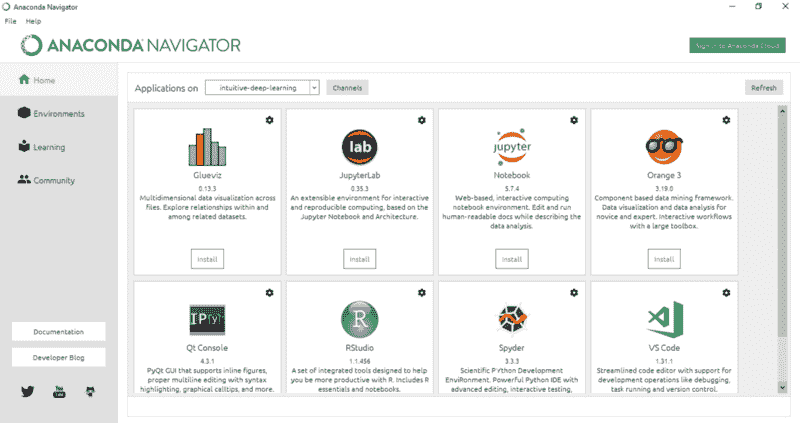 Anaconda Navigator
File Help
ANACONDA NAVIGATOR
Sign in to Anaconda Cloud
Home
Environments
Learning
Community
Documentation
Developer Blog
You
Tube
Applications on intuitive-deep-learning Channels Refresh
Glueviz
0.13.3
Multidimensional data visualization across
files. Explore relationships within and
among related datasets.
Install
lab
JupyterLab
0.35.3
An extensible environment for interactive
and reproducible computing, based on the
Jupyter Notebook and Architecture.
Install
jupyter
Notebook
5.7.4
Web-based, interactive computing
notebook environment. Edit and run
human-readable docs while describing the
data analysis.
Install
Orange 3
3.19.0
Component based data mining framework.
Data visualization and data analysis for
novice and expert. Interactive workflows
with a large toolbox.
Install
IP[y]:
Qt Console
4.3.1
PyQt GUI that supports inline figures,
proper multiline editing with syntax
highlighting, graphical calltips, and more.
R
RStudio
1.1.456
A set of integrated tools designed to help
you be more productive with R. Includes R
essentials and notebooks.
Spyder
3.3.3
Scientific PYthon Development
EnviRonment. Powerful Python IDE with
advanced editing, interactive testing,
VS Code
1.31.1
Streamlined code editor with support for
development operations like debugging,
task running and version control.